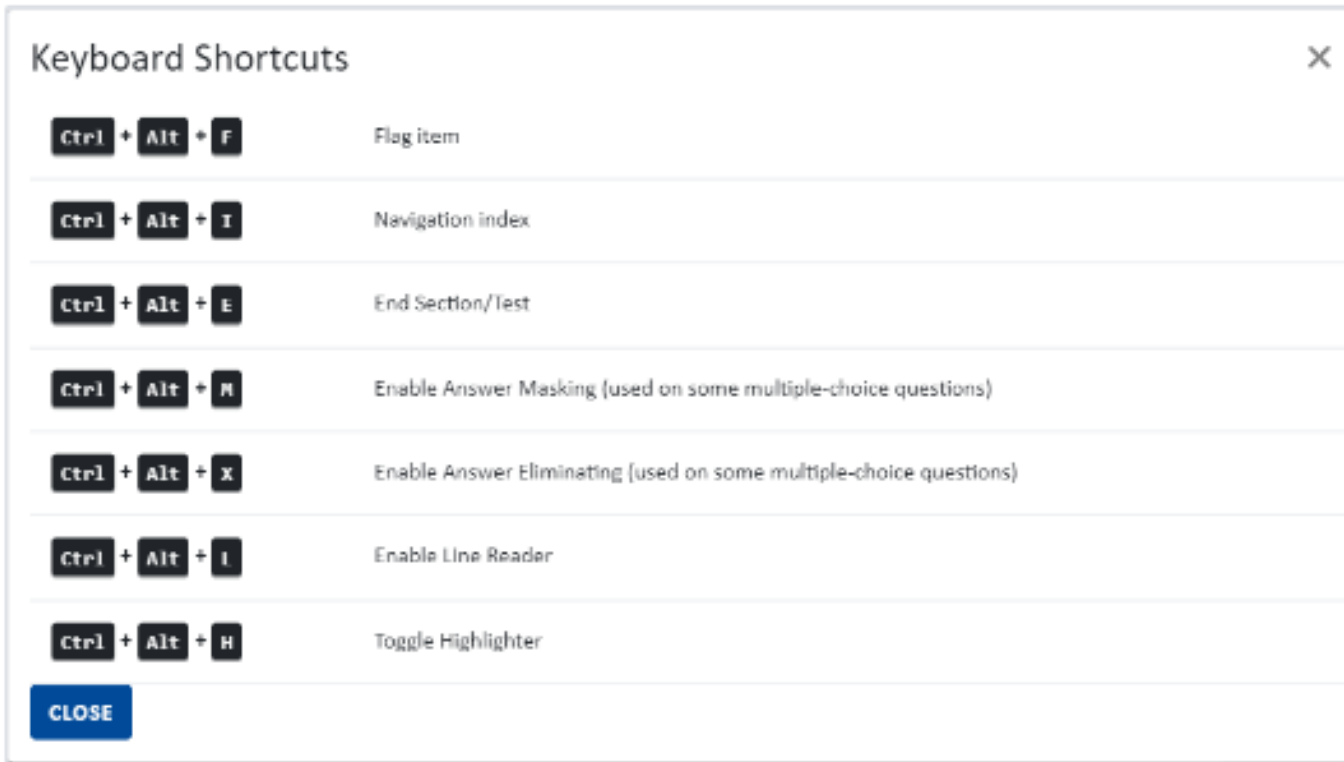 Keyboard Shortcuts ×
Ctrl + Alt + F Flag item
Ctrl + Alt + I Navigation index
Ctrl + Alt + E End Section/Test
Ctrl + Alt + M Enable Answer Masking (used on some multiple-choice questions)
Ctrl + Alt + X Enable Answer Eliminating (used on some multiple-choice questions)
Ctrl + Alt + L Enable Line Reader
Ctrl + Alt + H Toggle Highlighter
CLOSE